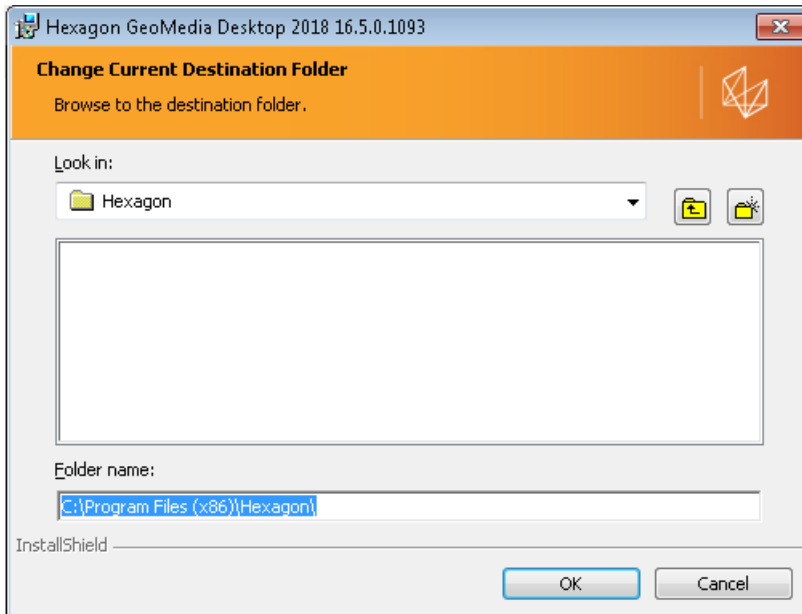 Hexagon GeoMedia Desktop 2018 16.5.0.1093
Change Current Destination Folder
Browse to the destination folder.
Look in:
Hexagon
Folder name:
C:\Program Files (x86)\Hexagon\
InstallShield
OK Cancel